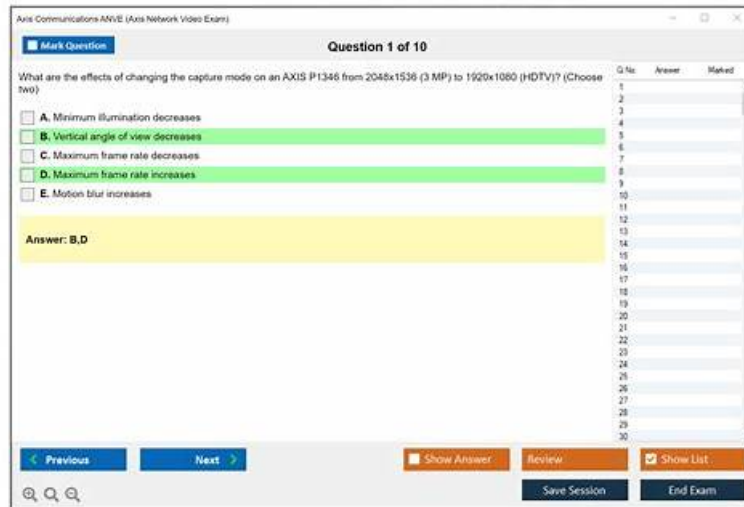 Axis Communications ANVE (Axis Network Video Exam)
Mark Question
Question 1 of 10
What are the effects of changing the capture mode on an AXIS P1346 from 2048x1536 (3 MP) to 1920x1080 (HDTV)? (Choose
two)
A. Minimum illumination decreases
B. Vertical angle of view decreases
C. Maximum frame rate decreases
D. Maximum frame rate increases
E. Motion blur increases
Answer: B,D
Q No. Answer Marked
1
2
3
4
5
6
7
8
9
10
11
12
13
14
15
16
17
18
19
20
21
22
23
24
25
26
27
28
29
30
Previous Next Show Answer Review Show List
Save Session End Exam